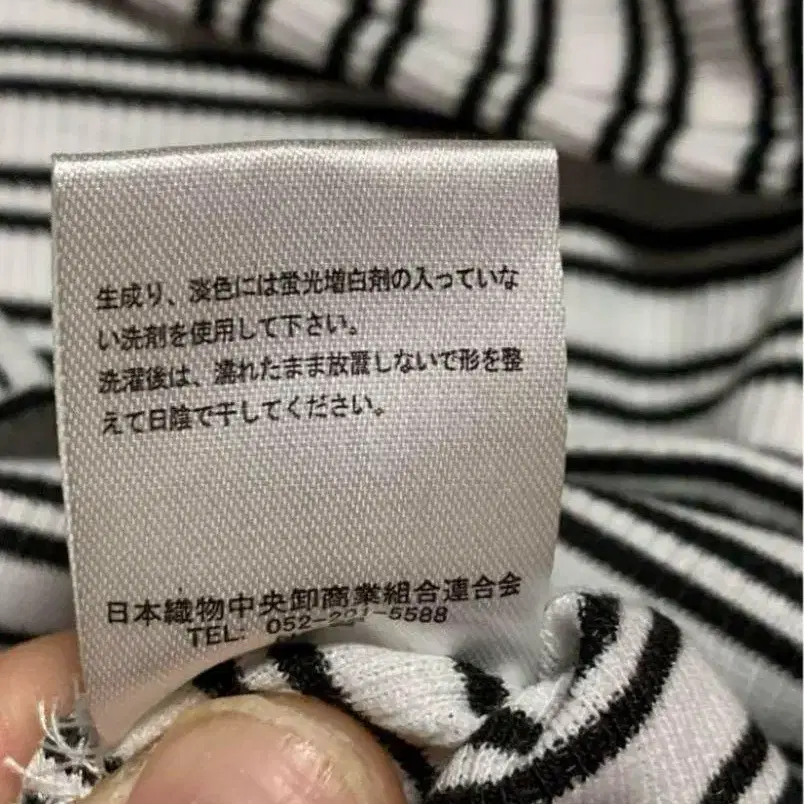 生成り、淡色には蛍光増白剤の入っていな
い洗剤を使用して下さい。
洗濯後は、濡れたまま放置しないで形を整
えて日陰で干してください。
日本織物中央卸商業組合連合会
TEL: 052-201-5588